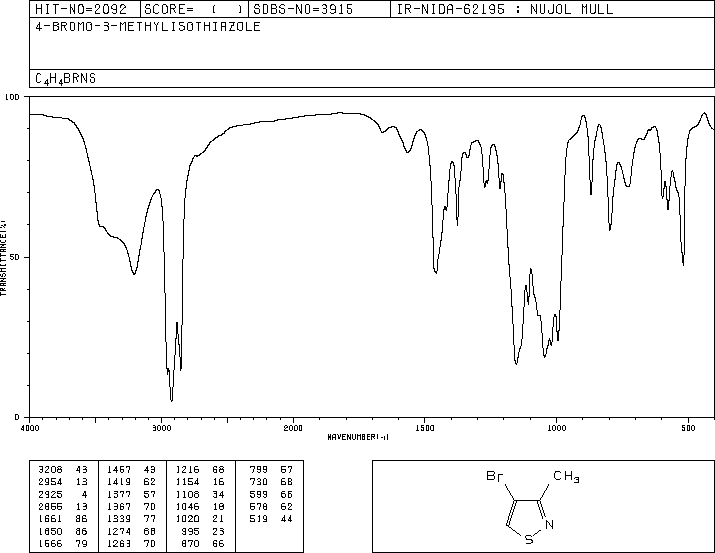 HIT-NO=2092 SCORE= ( ) SDBS-NO=3915 IR-NIDA-62195 : NUJOL MULL
4-BROMO-3-METHYLISOTHIAZOLE
C4H4BRNS
100
50
0
TRANSMITTANCE(%)
4000 3000 2000 1500 1000 500
WAVENUMBER(-1)
3208 43 1457 43 1216 68 799 57
2954 13 1419 62 1154 16 730 68
2925 4 1377 57 1108 34 599 66
2855 13 1367 70 1046 18 578 62
1661 86 1339 77 1020 21 519 44
1650 86 1274 68 995 23
1566 79 1263 70 870 66
Br CH3
N
S